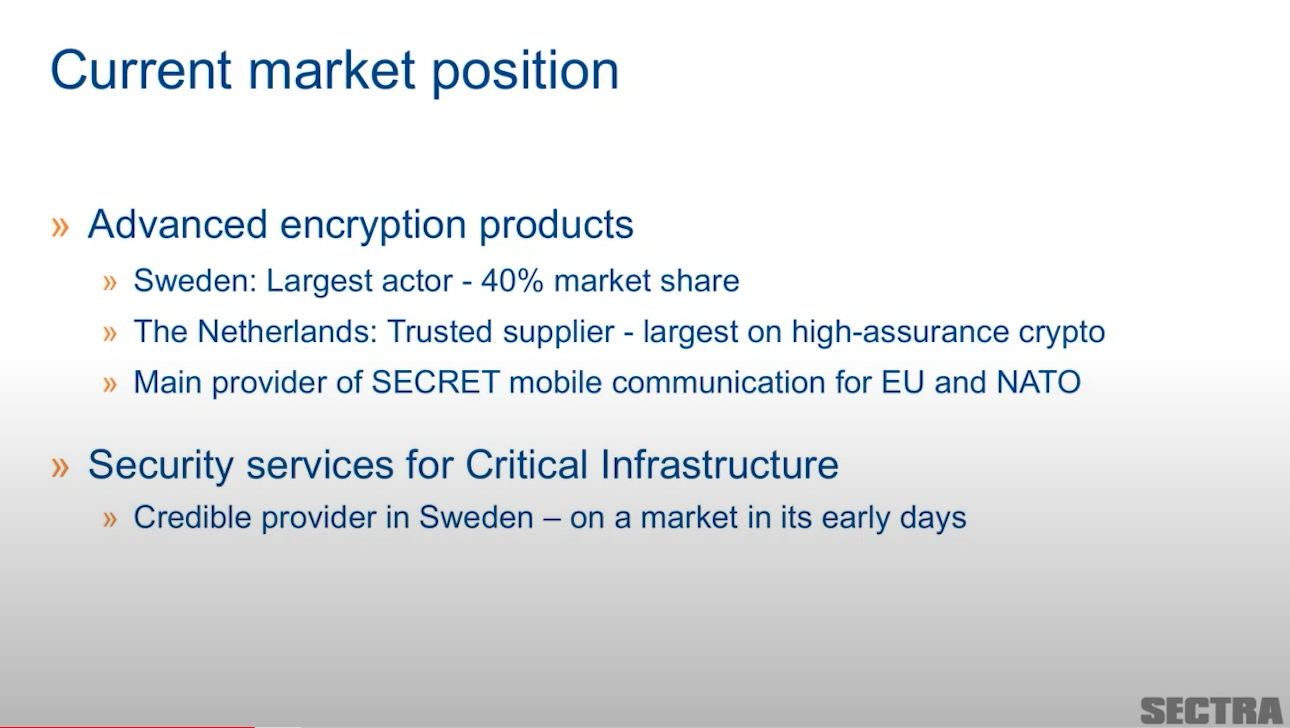 Current market position
» Advanced encryption products
» Sweden: Largest actor - 40% market share
» The Netherlands: Trusted supplier - largest on high-assurance crypto
» Main provider of SECRET mobile communication for EU and NATO
» Security services for Critical Infrastructure
» Credible provider in Sweden – on a market in its early days
SECTRA